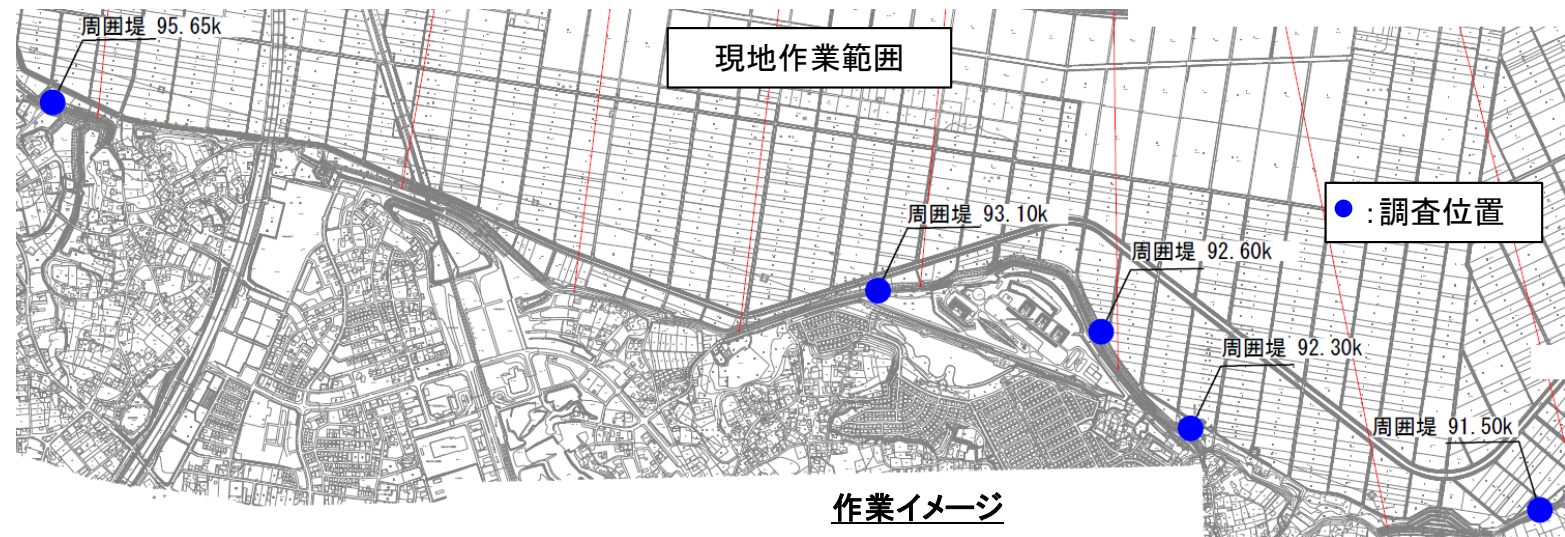 周囲堤 95.65k
現地作業範囲
●:調査位置
周囲堤 93.10k
周囲堤 92.60k
周囲堤 92.30k
周囲堤 91.50k
作業イメージ